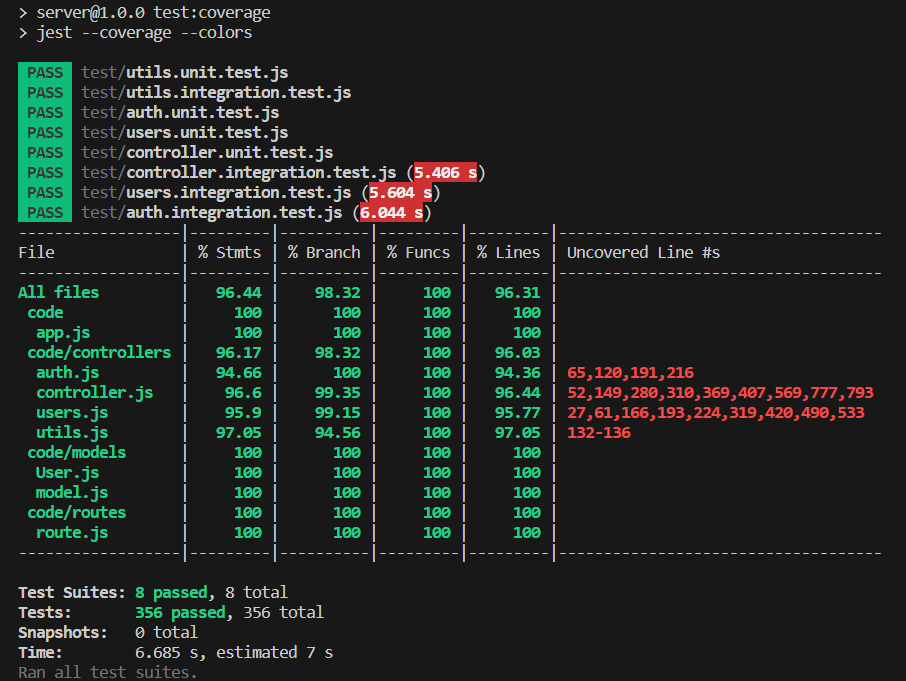 > server@1.0.0 test:coverage
> jest --coverage --colors
PASS test/utils.unit.test.js
PASS test/utils.integration.test.js
PASS test/auth.unit.test.js
PASS test/users.unit.test.js
PASS test/controller.unit.test.js
PASS test/controller.integration.test.js (5.406 s)
PASS test/users.integration.test.js (5.604 s)
PASS test/auth.integration.test.js (6.044 s)
------------------|---------|----------|---------|---------|------------------------------------
File              | % Stmts | % Branch | % Funcs | % Lines | Uncovered Line #s
------------------|---------|----------|---------|---------|------------------------------------
All files         |   96.44 |    98.32 |     100 |   96.31 |
 code             |     100 |      100 |     100 |     100 |
  app.js          |     100 |      100 |     100 |     100 |
 code/controllers |   96.17 |    98.32 |     100 |   96.03 |
  auth.js         |   94.66 |      100 |     100 |   94.36 | 65,120,191,216
  controller.js   |    96.6 |    99.35 |     100 |   96.44 | 52,149,280,310,369,407,569,777,793
  users.js        |    95.9 |    99.15 |     100 |   95.77 | 27,61,166,193,224,319,420,490,533
  utils.js        |   97.05 |    94.56 |     100 |   97.05 | 132-136
 code/models      |     100 |      100 |     100 |     100 |
  User.js         |     100 |      100 |     100 |     100 |
  model.js        |     100 |      100 |     100 |     100 |
 code/routes      |     100 |      100 |     100 |     100 |
  route.js        |     100 |      100 |     100 |     100 |
------------------|---------|----------|---------|---------|------------------------------------
Test Suites: 8 passed, 8 total
Tests:       356 passed, 356 total
Snapshots:   0 total
Time:        6.685 s, estimated 7 s
Ran all test suites.